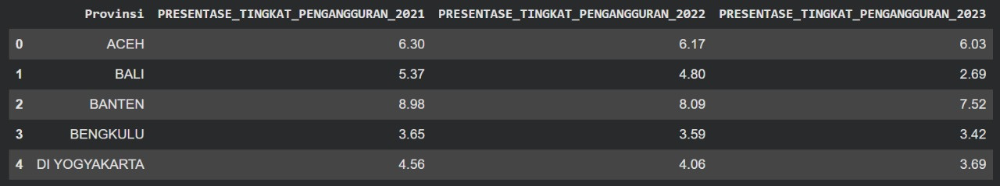 Provinsi PRESENTASE_TINGKAT_PENGANGGURAN_2021 PRESENTASE_TINGKAT_PENGANGGURAN_2022 PRESENTASE_TINGKAT_PENGANGGURAN_2023
0 ACEH 6.30 6.17 6.03
1 BALI 5.37 4.80 2.69
2 BANTEN 8.98 8.09 7.52
3 BENGKULU 3.65 3.59 3.42
4 DI YOGYAKARTA 4.56 4.06 3.69